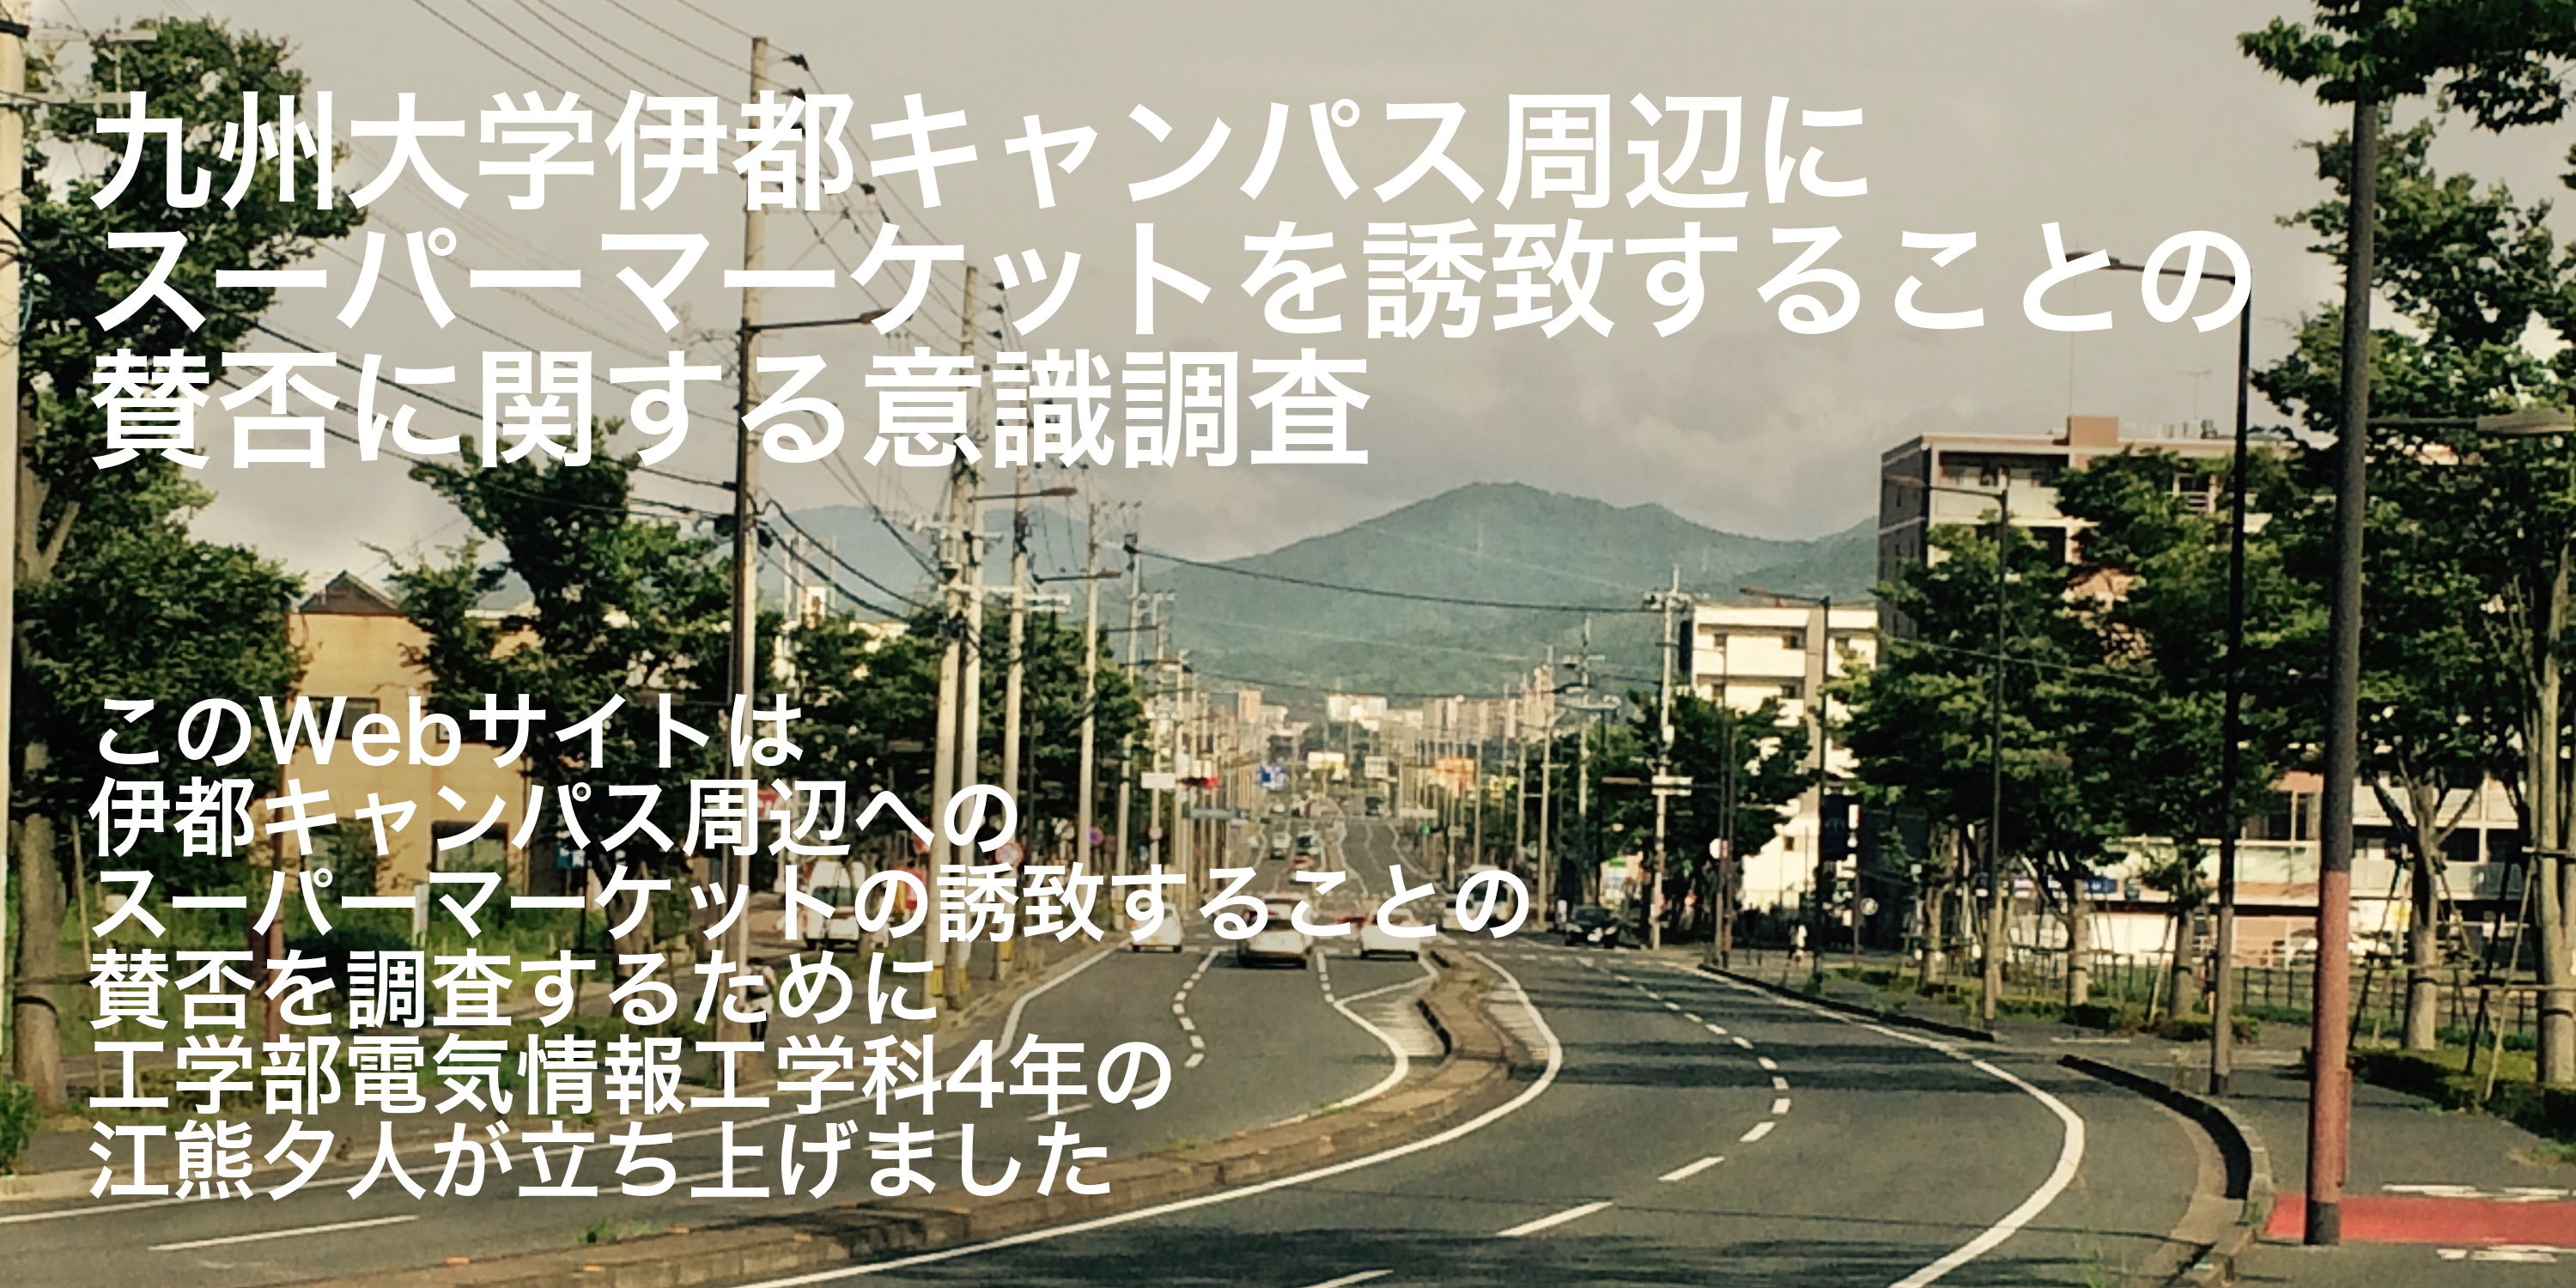 九州大学伊都キャンパス周辺に
スーパーマーケットを誘致することの
賛否に関する意識調査
このWebサイトは
伊都キャンパス周辺への
スーパーマーケットの誘致することの
賛否を調査するために
工学部電気情報工学科4年の
江熊夕人が立ち上げました